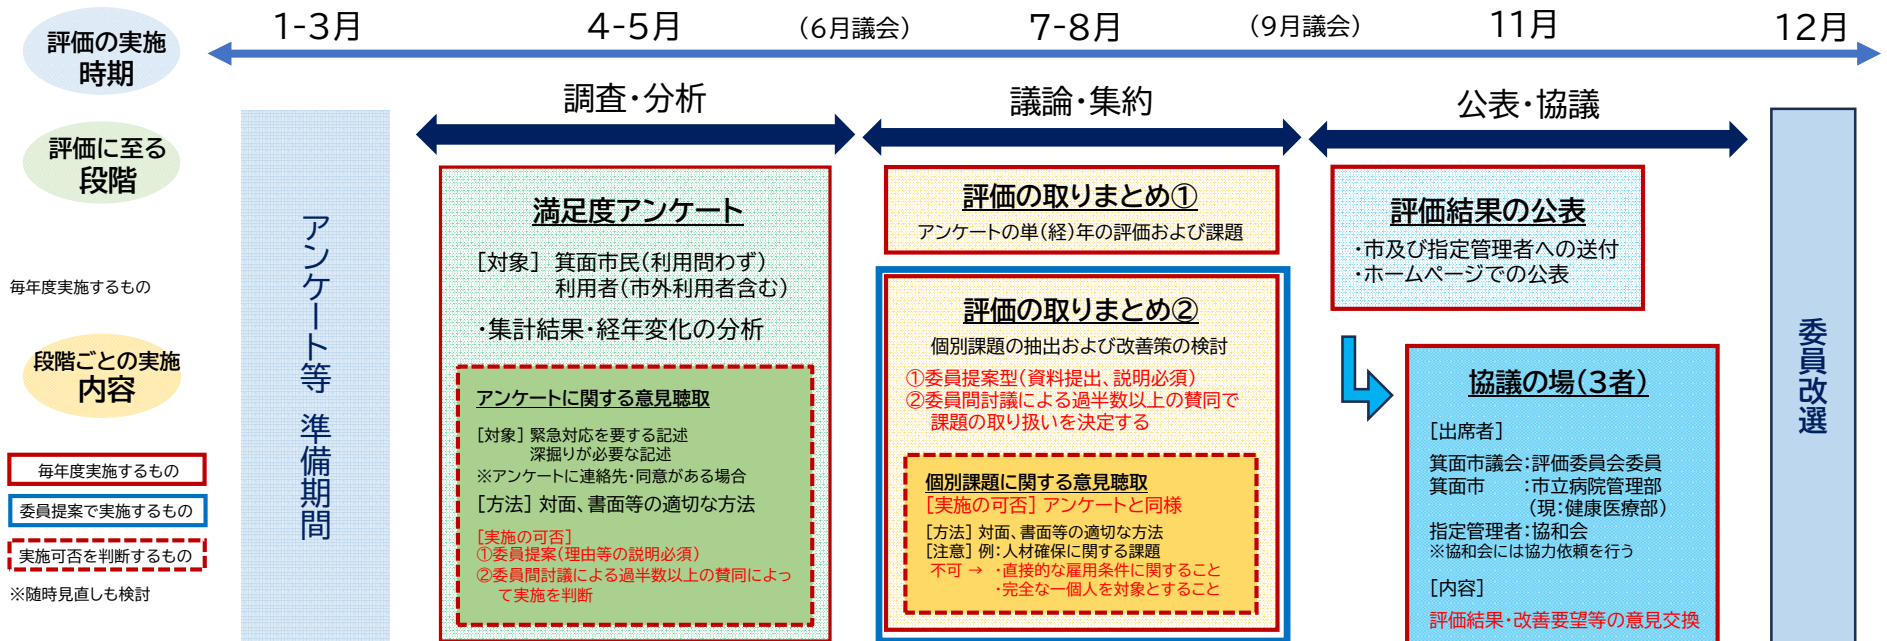 評価の実施
時期
1-3月
4-5月
(6月議会)
7-8月
(9月議会)
11月
12月
評価に至る
段階
調査・分析
議論・集約
公表・協議
毎年度実施するもの
段階ごとの実施
内容
毎年度実施するもの
委員提案で実施するもの
実施可否を判断するもの
※随時見直しも検討
アンケート等 準備期間
満足度アンケート
[対象] 箕面市民(利用問わず)
利用者(市外利用者含む)
・集計結果・経年変化の分析
アンケートに関する意見聴取
[対象] 緊急対応を要する記述
深掘りが必要な記述
※アンケートに連絡先・同意がある場合
[方法] 対面、書面等の適切な方法
[実施の可否]
①委員提案(理由等の説明必須)
②委員間討議による過半数以上の賛同によっ
て実施を判断
評価の取りまとめ①
アンケートの単(経)年の評価および課題
評価の取りまとめ②
個別課題の抽出および改善策の検討
①委員提案型(資料提出、説明必須)
②委員間討議による過半数以上の賛同で
課題の取り扱いを決定する
個別課題に関する意見聴取
[実施の可否] アンケートと同様
[方法] 対面、書面等の適切な方法
[注意] 例:人材確保に関する課題
不可 → ・直接的な雇用条件に関すること
・完全な一個人を対象とすること
評価結果の公表
・市及び指定管理者への送付
・ホームページでの公表
協議の場(3者)
[出席者]
箕面市議会:評価委員会委員
箕面市 :市立病院管理部
(現:健康医療部)
指定管理者:協和会
※協和会には協力依頼を行う
[内容]
評価結果・改善要望等の意見交換
委員改選